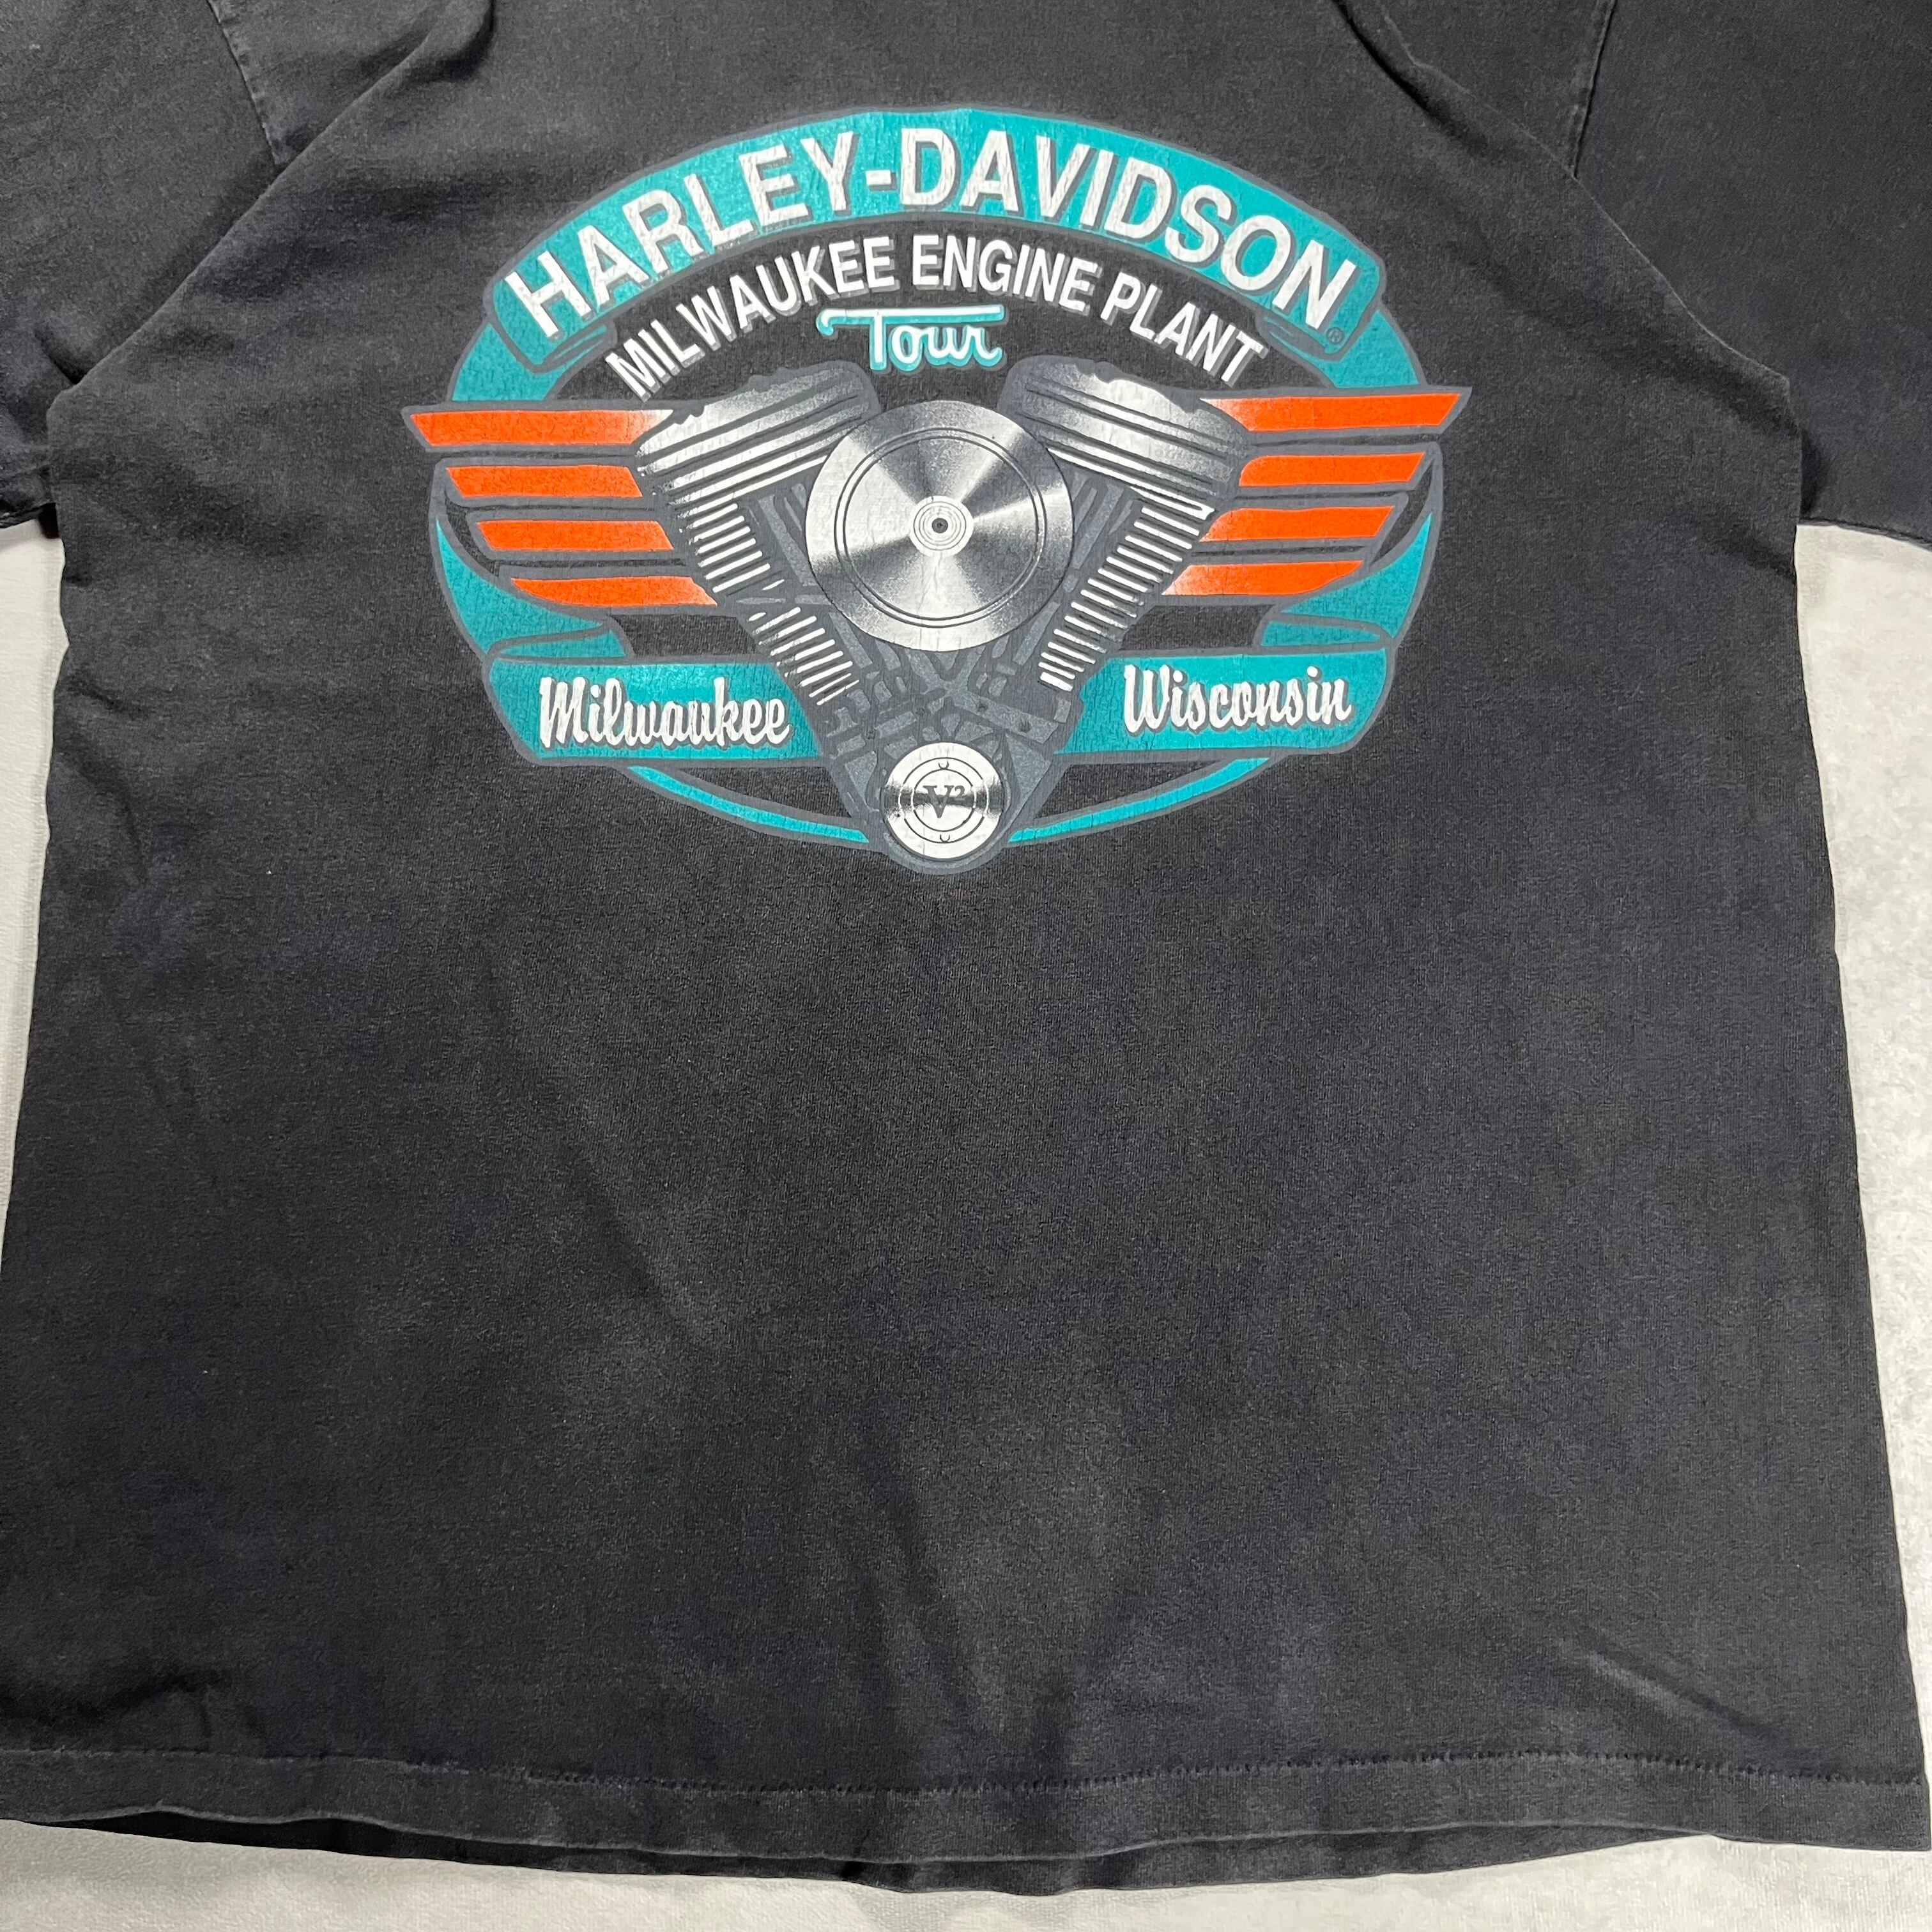 HARLEY-DAVIDSON®
MILWAUKEE ENGINE PLANT
Tour
Milwaukee Wisconsin
V²